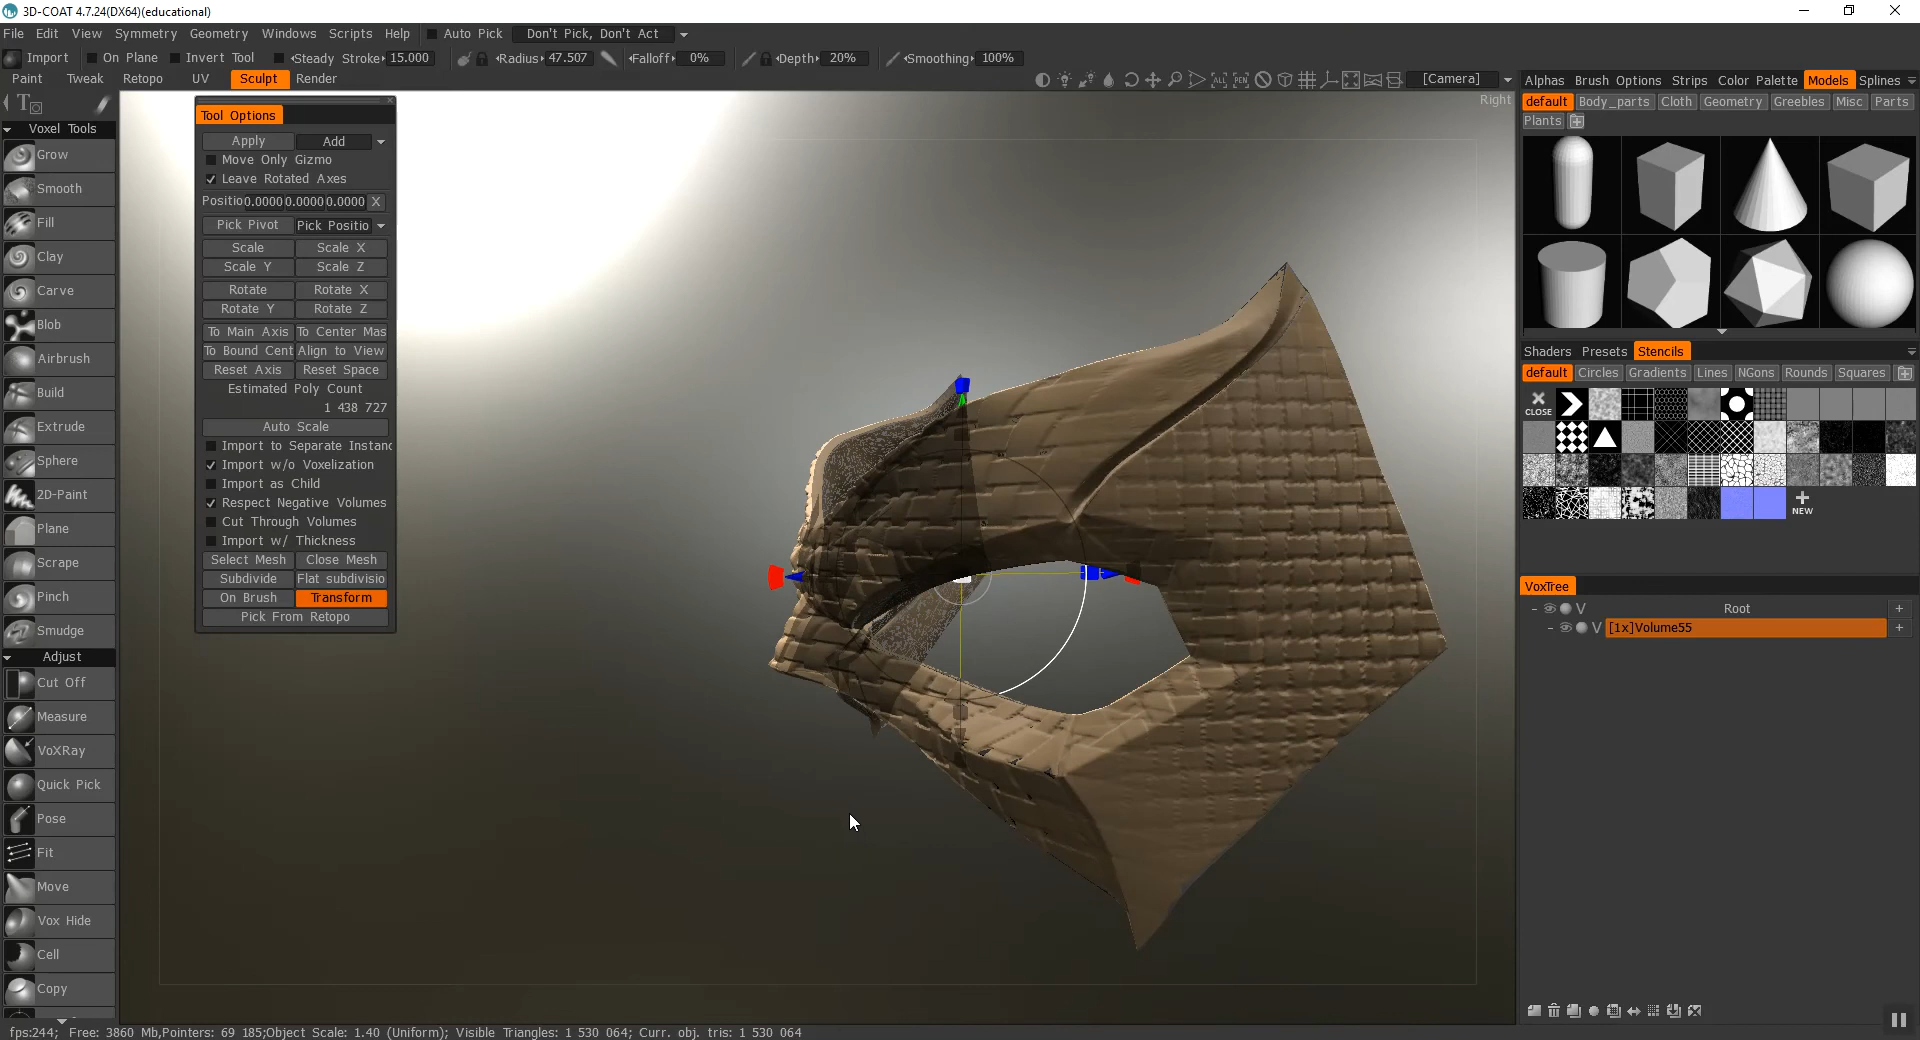 3D-COAT 4.7.24(DX64)(educational)
File Edit View Symmetry Geometry Windows Scripts Help Auto Pick Don't Pick, Don't Act
Import On Plane Invert Tool Steady Stroke 15.000 Radius 47.507 Falloff 0% Depth 20% Smoothing 100%
Paint Tweak Retopo UV Sculpt Render [Camera]
Right
Voxel Tools
Grow
Smooth
Fill
Clay
Carve
Blob
Airbrush
Build
Extrude
Sphere
2D-Paint
Plane
Scrape
Pinch
Smudge
Adjust
Cut Off
Measure
VoXRay
Quick Pick
Pose
Fit
Move
Vox Hide
Cell
Copy
Tool Options
Apply Add
Move Only Gizmo
Leave Rotated Axes
Positio 0.0000 0.0000 0.0000 X
Pick Pivot Pick Positio
Scale Scale X
Scale Y Scale Z
Rotate Rotate X
Rotate Y Rotate Z
To Main Axis To Center Mas
To Bound Cent Align to View
Reset Axis Reset Space
Estimated Poly Count
1 438 727
Auto Scale
Import to Separate Instanc
Import w/o Voxelization
Import as Child
Respect Negative Volumes
Cut Through Volumes
Import w/ Thickness
Select Mesh Close Mesh
Subdivide Flat subdivisio
On Brush Transform
Pick From Retopo
Alphas Brush Options Strips Color Palette Models Splines
default Body_parts Cloth Geometry Greebles Misc Parts
Plants
Shaders Presets Stencils
default Circles Gradients Lines NGons Rounds Squares
CLOSE
NEW
VoxTree
V Root +
V [1x]Volume55 +
fps:244; Free: 3860 Mb,Pointers: 69 185;Object Scale: 1.40 (Uniform); Visible Triangles: 1 530 064; Curr. obj. tris: 1 530 064